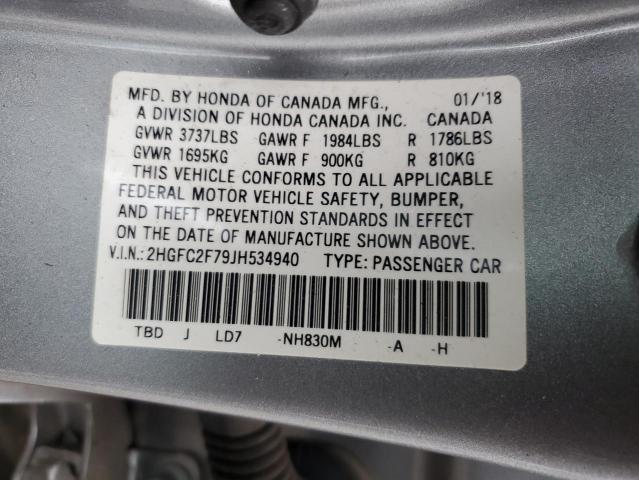 MFD. BY HONDA OF CANADA MFG., 01/'18
A DIVISION OF HONDA CANADA INC. CANADA
GVWR 3737LBS GAWR F 1984LBS R 1786LBS
GVWR 1695KG GAWR F 900KG R 810KG
THIS VEHICLE CONFORMS TO ALL APPLICABLE
FEDERAL MOTOR VEHICLE SAFETY, BUMPER,
AND THEFT PREVENTION STANDARDS IN EFFECT
ON THE DATE OF MANUFACTURE SHOWN ABOVE.
V.I.N.: 2HGFC2F79JH534940 TYPE: PASSENGER CAR
TBD J LD7 -NH830M -A -H